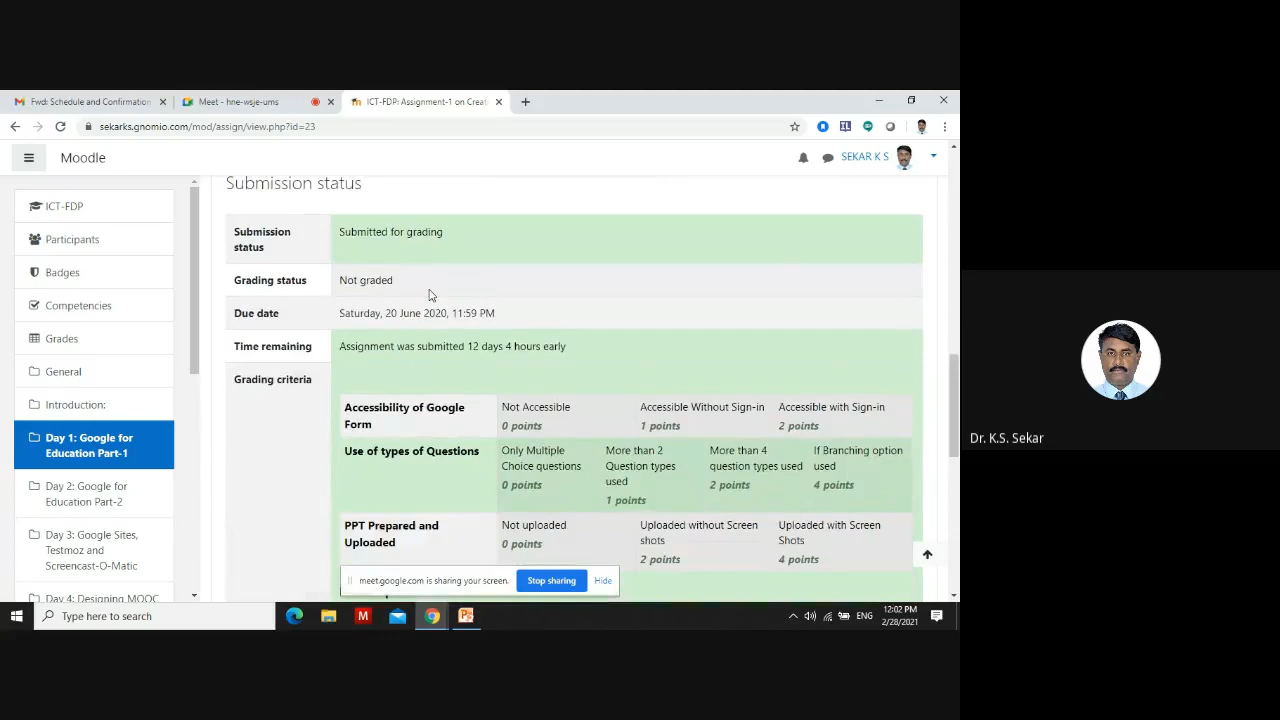 Fwd: Schedule and Confirmation
Meet - hne-wsje-ums
ICT-FDP: Assignment-1 on Creat
sekarks.gnomio.com/mod/assign/view.php?id=23
Moodle
SEKAR K S
ICT-FDP
Participants
Badges
Competencies
Grades
General
Introduction:
Day 1: Google for
Education Part-1
Day 2: Google for
Education Part-2
Day 3: Google Sites,
Testmoz and
Screencast-O-Matic
Day 4: Designing MOOC
Submission status
Submission
status
Submitted for grading
Grading status
Not graded
Due date
Saturday, 20 June 2020, 11:59 PM
Time remaining
Assignment was submitted 12 days 4 hours early
Grading criteria
Accessibility of Google
Form
Not Accessible
0 points
Accessible Without Sign-in
1 points
Accessible with Sign-in
2 points
Use of types of Questions
Only Multiple
Choice questions
0 points
More than 2
Question types
used
1 points
More than 4
question types used
2 points
If Branching option
used
4 points
PPT Prepared and
Uploaded
Not uploaded
0 points
Uploaded without Screen
shots
2 points
Uploaded with Screen
Shots
4 points
meet.google.com is sharing your screen.
Stop sharing
Hide
Type here to search
ENG
12:02 PM
2/28/2021
Dr. K.S. Sekar